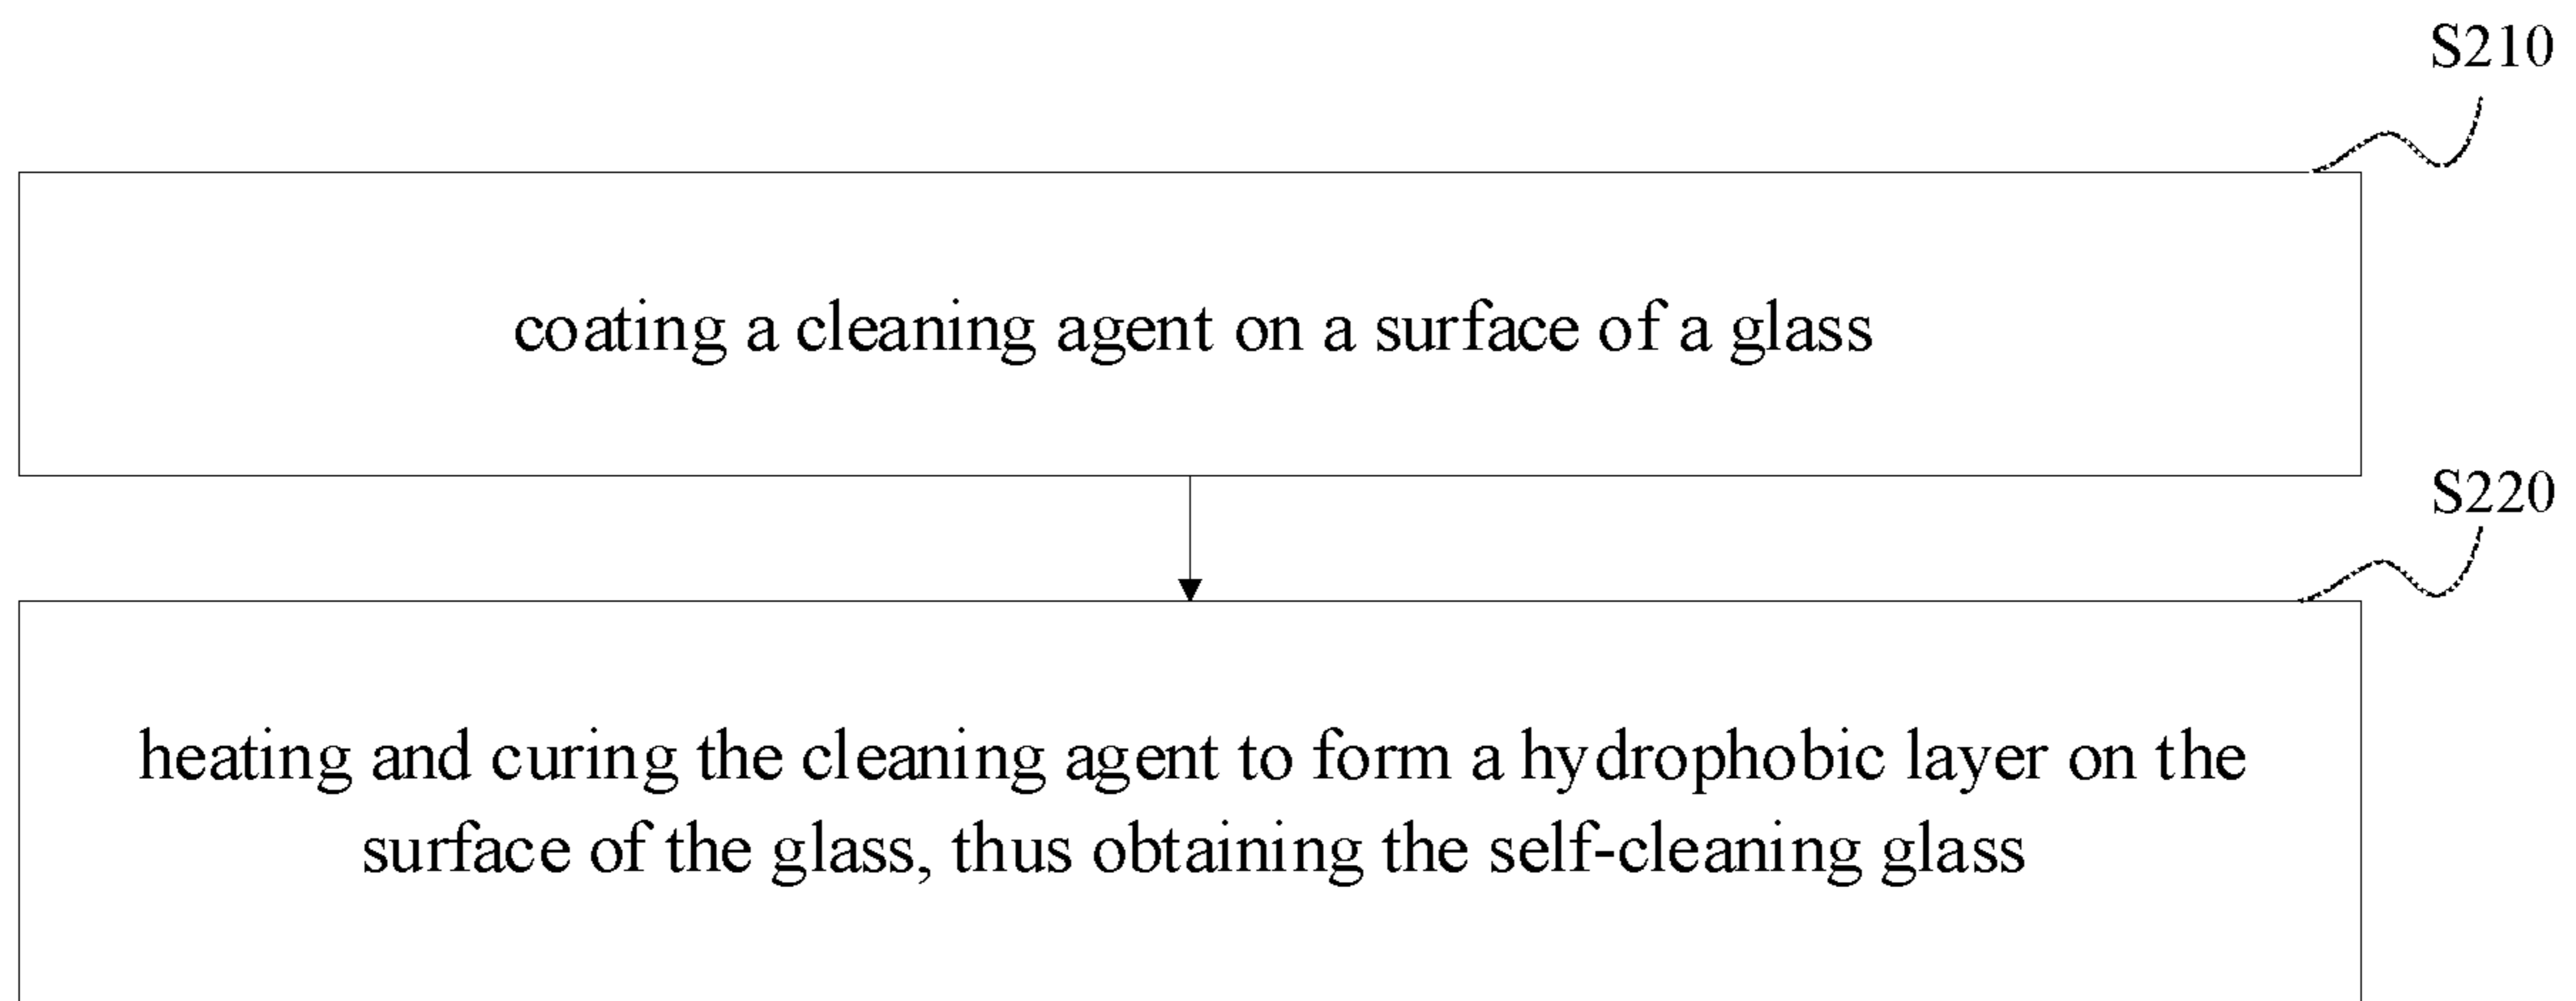 S210
coating a cleaning agent on a surface of a glass
S220
heating and curing the cleaning agent to form a hydrophobic layer on the
surface of the glass, thus obtaining the self-cleaning glass